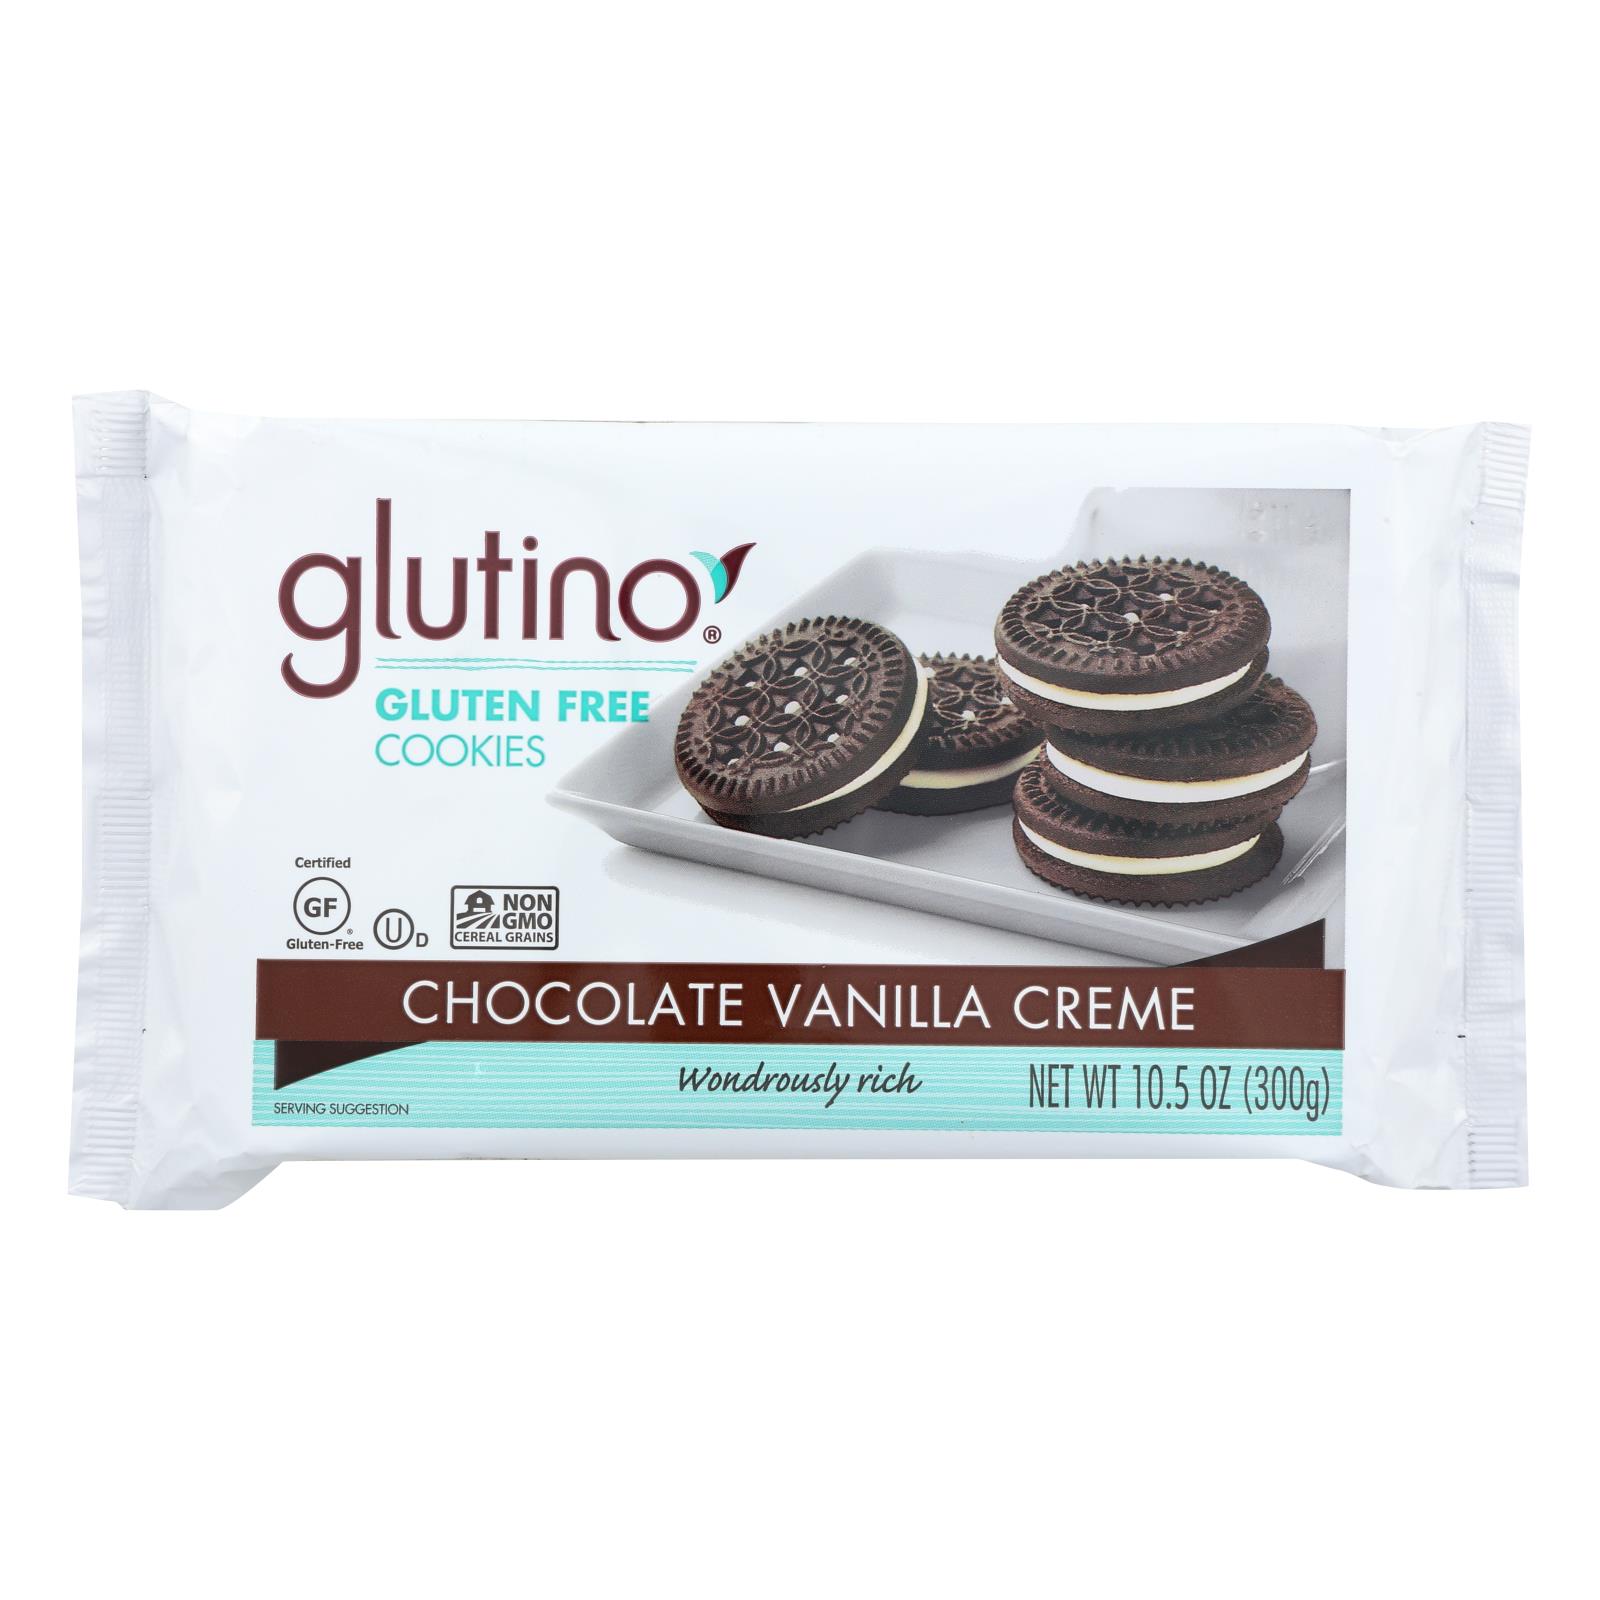 glutino®
GLUTEN FREE
COOKIES
Certified
GF®
Gluten-Free
U D
NON
GMO
CEREAL GRAINS
CHOCOLATE VANILLA CREME
Wondrously rich
NET WT 10.5 OZ (300g)
SERVING SUGGESTION